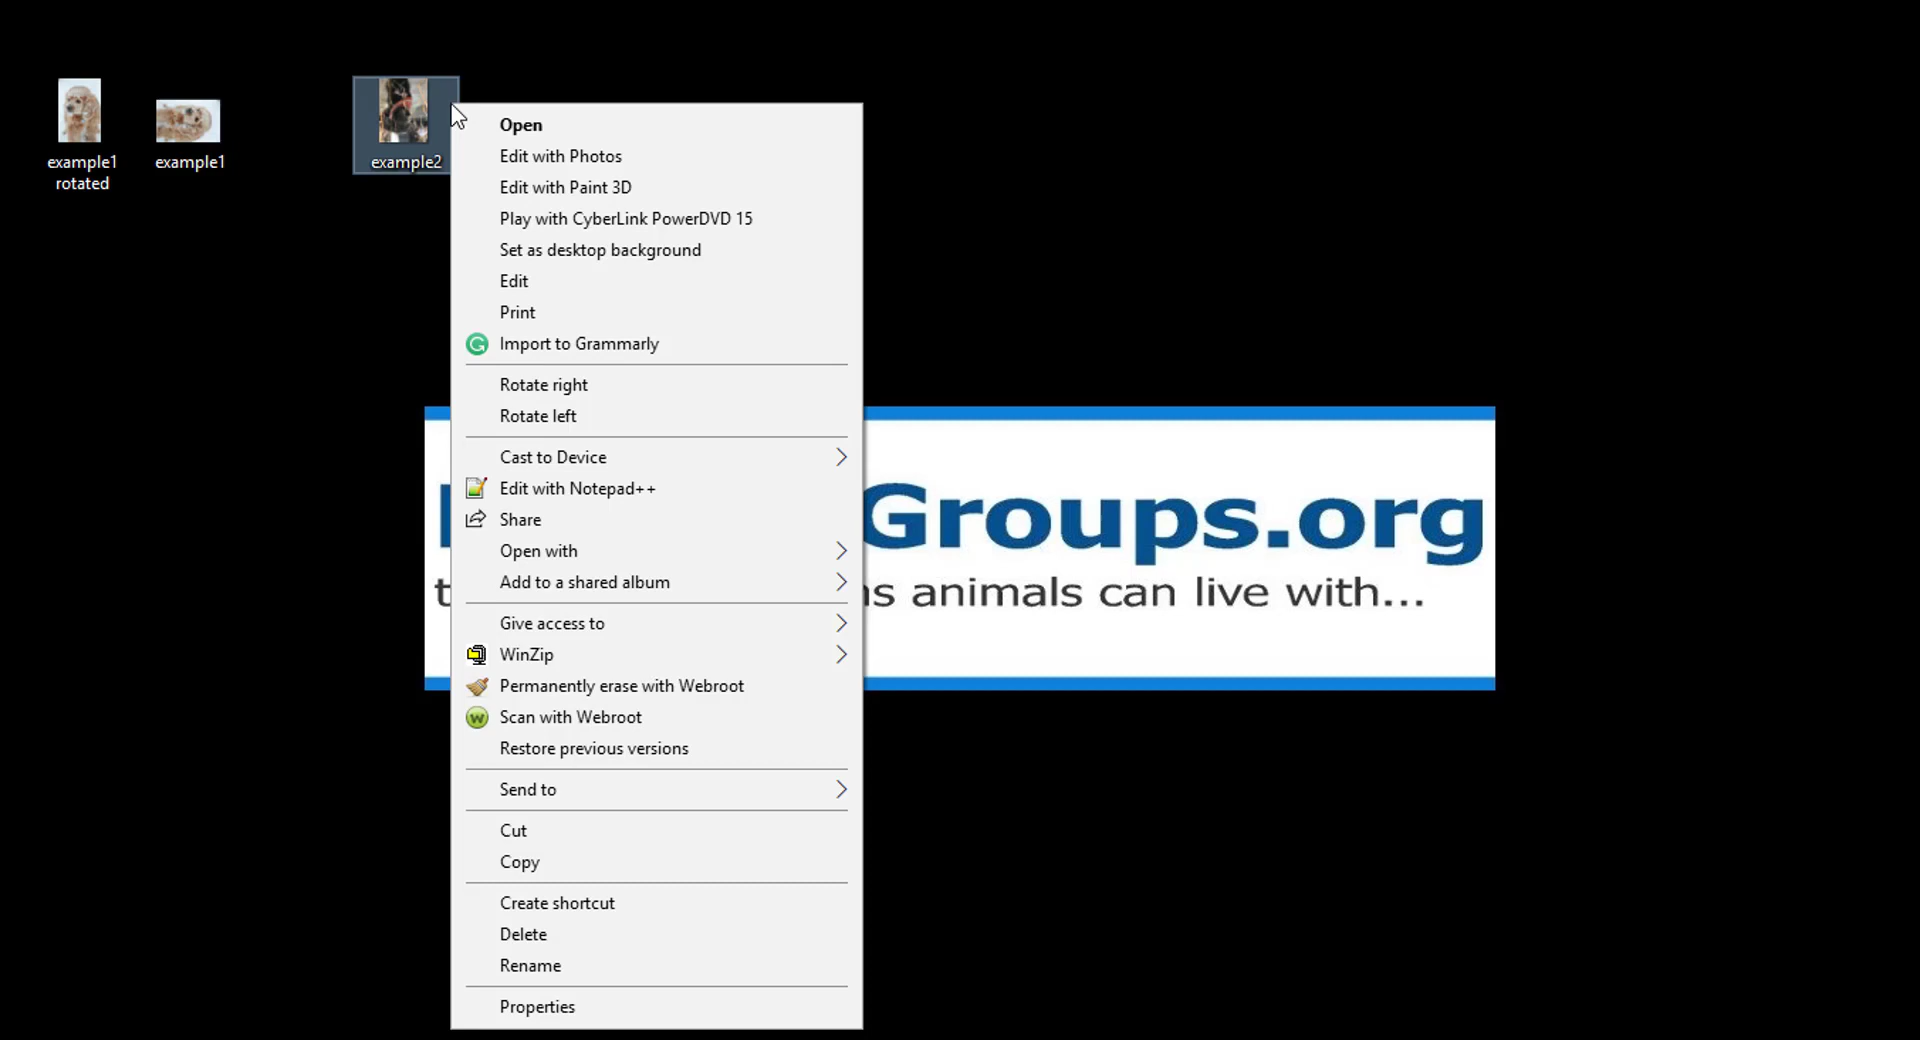 example1
rotated
example1
example2
Open
Edit with Photos
Edit with Paint 3D
Play with CyberLink PowerDVD 15
Set as desktop background
Edit
Print
Import to Grammarly
Rotate right
Rotate left
Cast to Device
Edit with Notepad++
Share
Open with
Add to a shared album
Give access to
WinZip
Permanently erase with Webroot
Scan with Webroot
Restore previous versions
Send to
Cut
Copy
Create shortcut
Delete
Rename
Properties
Groups.org
animals can live with...